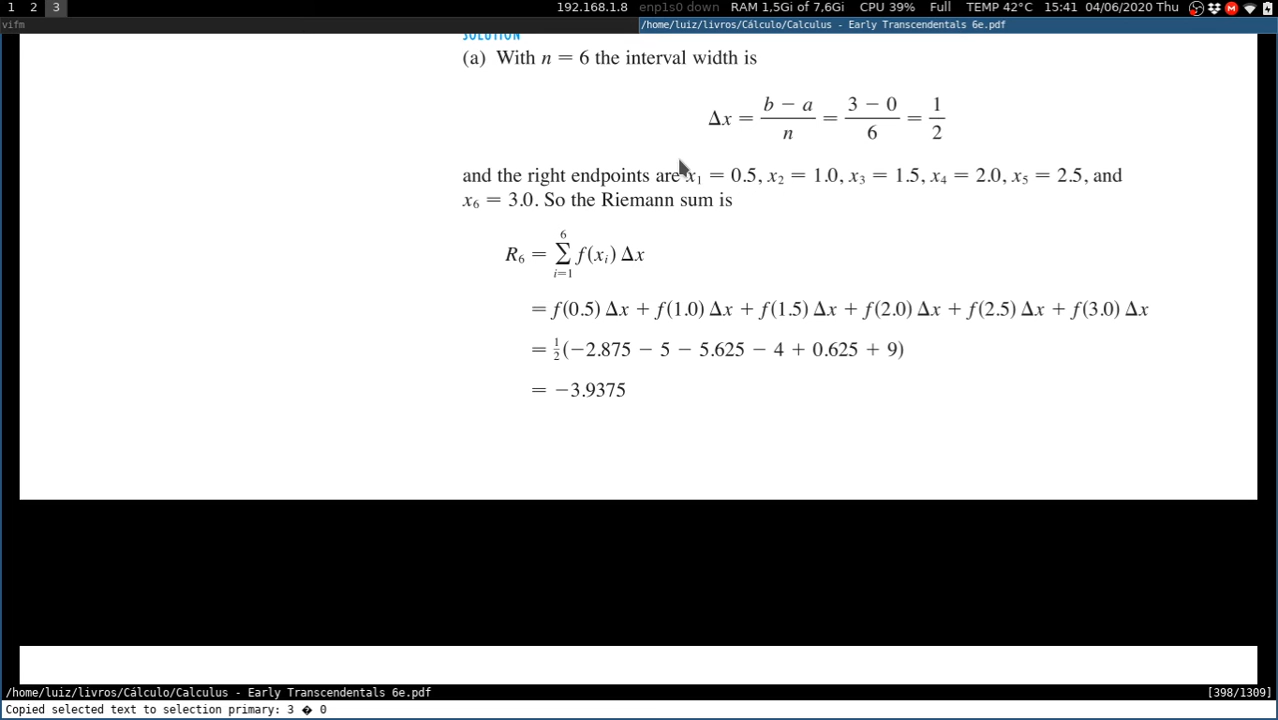 1 2 3 192.168.1.8 enp1s0 down RAM 1,5Gi of 7,6Gi CPU 39% Full TEMP 42°C 15:41 04/06/2020 Thu
vifm /home/luiz/livros/Cálculo/Calculus - Early Transcendentals 6e.pdf
SOLUTION
(a) With n = 6 the interval width is
Δx = (b − a)/n = (3 − 0)/6 = 1/2
and the right endpoints are x₁ = 0.5, x₂ = 1.0, x₃ = 1.5, x₄ = 2.0, x₅ = 2.5, and
x₆ = 3.0. So the Riemann sum is
R₆ = ∑_{i=1}^{6} f(xᵢ) Δx
= f(0.5) Δx + f(1.0) Δx + f(1.5) Δx + f(2.0) Δx + f(2.5) Δx + f(3.0) Δx
= ½(−2.875 − 5 − 5.625 − 4 + 0.625 + 9)
= −3.9375
/home/luiz/livros/Cálculo/Calculus - Early Transcendentals 6e.pdf [398/1309]
Copied selected text to selection primary: 3 � 0